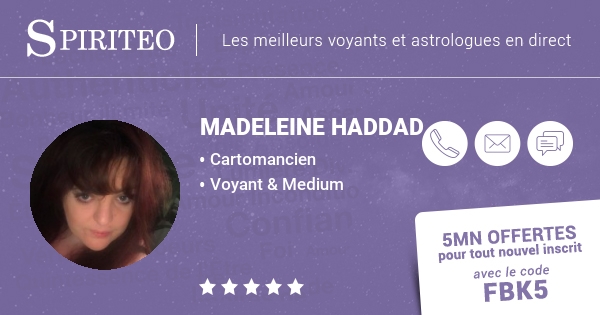 SPIRITEO
Les meilleurs voyants et astrologues en direct
MADELEINE HADDAD
• Cartomancien
• Voyant & Medium
5MN OFFERTES
pour tout nouvel inscrit
avec le code
FBK5